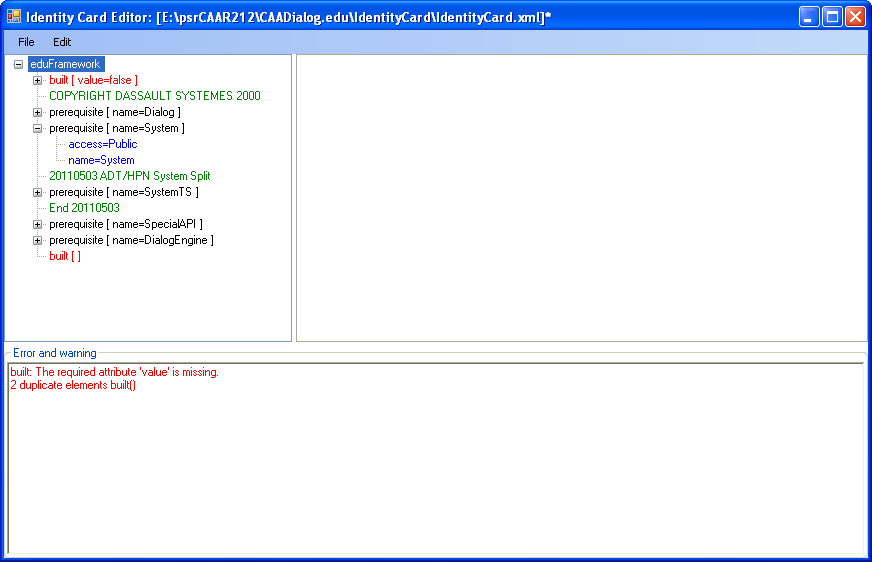 Identity Card Editor: [E:\psrCAAR212\CAADialog.edu\IdentityCard\IdentityCard.xml]*
File Edit
eduFramework
built [ value=false ]
COPYRIGHT DASSAULT SYSTEMES 2000
prerequisite [ name=Dialog ]
prerequisite [ name=System ]
access=Public
name=System
20110503 ADT/HPN System Split
prerequisite [ name=SystemTS ]
End 20110503
prerequisite [ name=SpecialAPI ]
prerequisite [ name=DialogEngine ]
built [ ]
Error and warning
built: The required attribute 'value' is missing.
2 duplicate elements built()